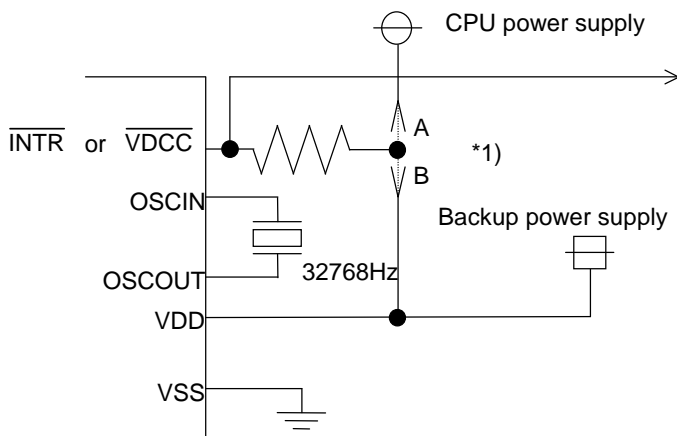 CPU power supply
A
INTR or VDCC
*1)
B
OSCIN
Backup power supply
OSCOUT
32768Hz
VDD
VSS